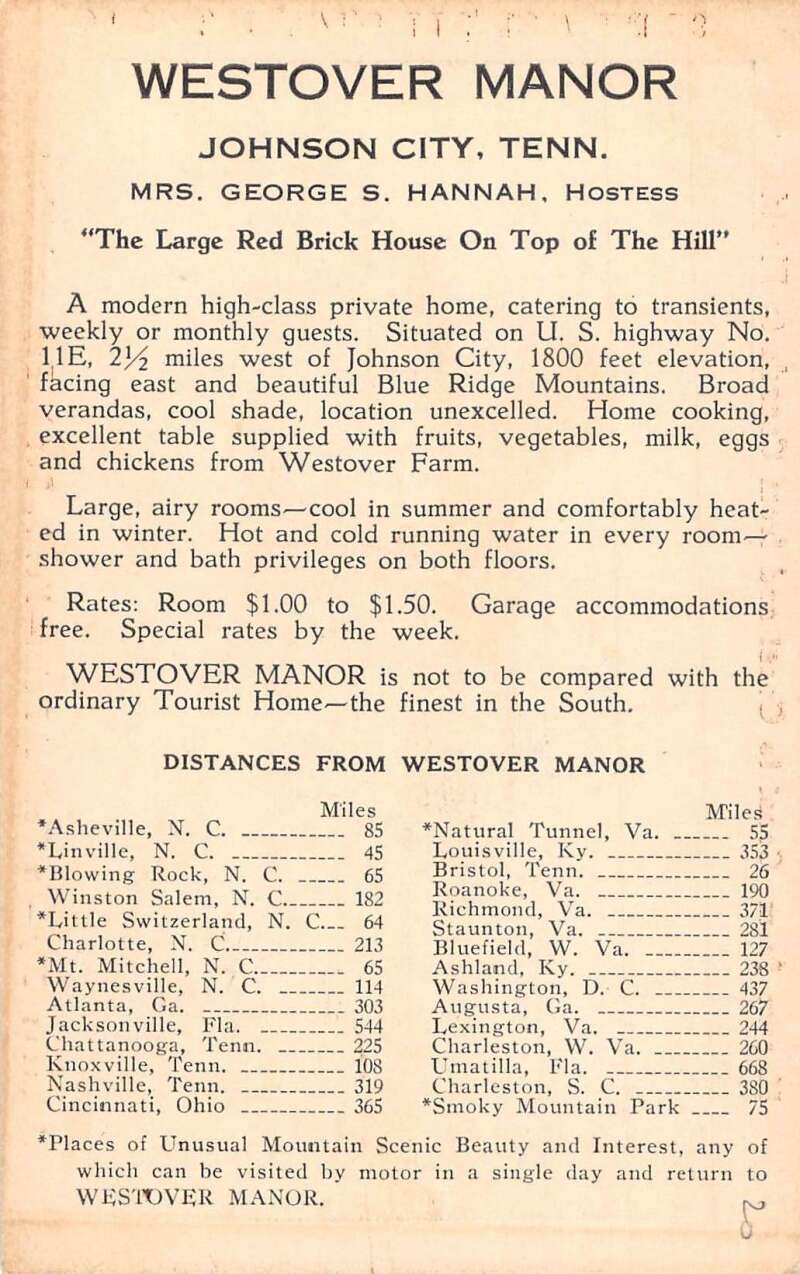 WESTOVER MANOR
JOHNSON CITY, TENN.
MRS. GEORGE S. HANNAH, HOSTESS
"The Large Red Brick House On Top of The Hill"
A modern high-class private home, catering to transients,
weekly or monthly guests. Situated on U. S. highway No.
11E, 2½ miles west of Johnson City, 1800 feet elevation,
facing east and beautiful Blue Ridge Mountains. Broad
verandas, cool shade, location unexcelled. Home cooking,
excellent table supplied with fruits, vegetables, milk, eggs
and chickens from Westover Farm.
Large, airy rooms—cool in summer and comfortably heat-
ed in winter. Hot and cold running water in every room—
shower and bath privileges on both floors.
Rates: Room $1.00 to $1.50. Garage accommodations
free. Special rates by the week.
WESTOVER MANOR is not to be compared with the
ordinary Tourist Home—the finest in the South.
DISTANCES FROM WESTOVER MANOR
Miles
*Asheville, N. C. ----------- 85
*Linville, N. C. ------------ 45
*Blowing Rock, N. C. ----- 65
Winston Salem, N. C.------- 182
*Little Switzerland, N. C.-- 64
Charlotte, N. C.------------ 213
*Mt. Mitchell, N. C.--------- 65
Waynesville, N. C. ------- 114
Atlanta, Ga. --------------- 303
Jacksonville, Fla. --------- 544
Chattanooga, Tenn. ------- 225
Knoxville, Tenn. ----------- 108
Nashville, Tenn. ----------- 319
Cincinnati, Ohio ----------- 365
Miles
*Natural Tunnel, Va. ------ 55
Louisville, Ky. ------------- 353
Bristol, Tenn. -------------- 26
Roanoke, Va. -------------- 190
Richmond, Va. ------------- 371
Staunton, Va. -------------- 281
Bluefield, W. Va. --------- 127
Ashland, Ky. --------------- 238
Washington, D. C. -------- 437
Augusta, Ga. -------------- 267
Lexington, Va. ------------ 244
Charleston, W. Va. -------- 260
Umatilla, Fla. ------------- 668
Charleston, S. C. ---------- 380
*Smoky Mountain Park ---- 75
*Places of Unusual Mountain Scenic Beauty and Interest, any of
which can be visited by motor in a single day and return to
WESTOVER MANOR.